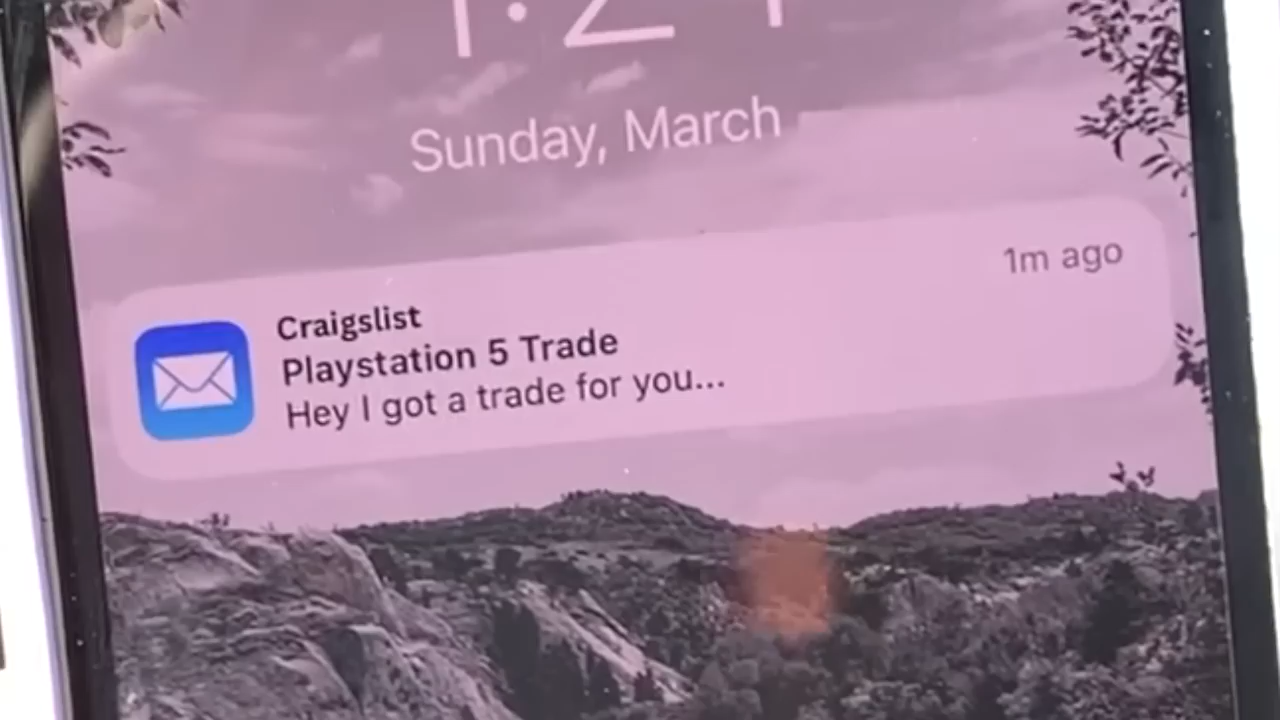 Sunday, March
1m ago
Craigslist
Playstation 5 Trade
Hey I got a trade for you...